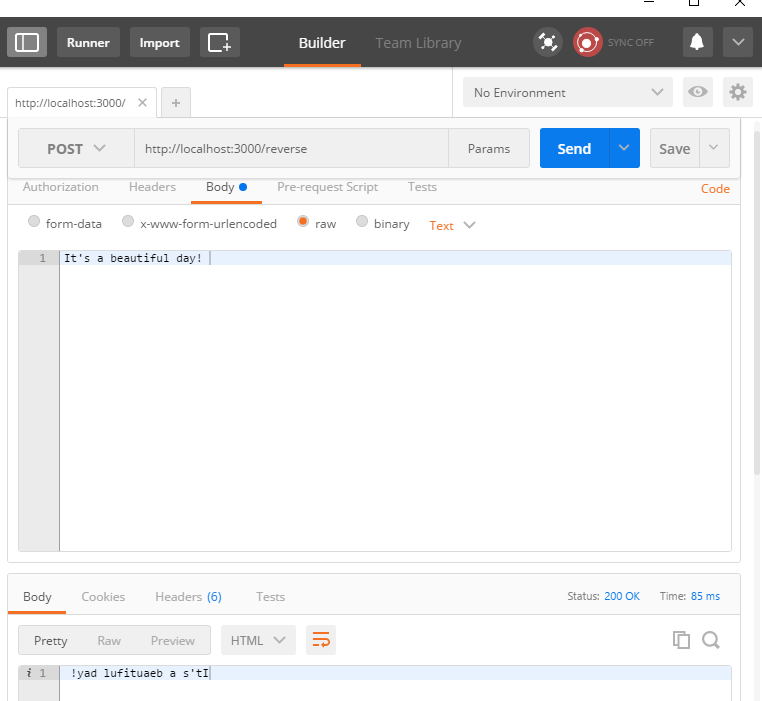 Runner Import Builder Team Library SYNC OFF
http://localhost:3000/ No Environment
POST http://localhost:3000/reverse Params Send Save
Authorization Headers Body Pre-request Script Tests Code
form-data x-www-form-urlencoded raw binary Text
1 It's a beautiful day!
Body Cookies Headers (6) Tests Status: 200 OK Time: 85 ms
Pretty Raw Preview HTML
i 1 !yad lufituaeb a s'tI